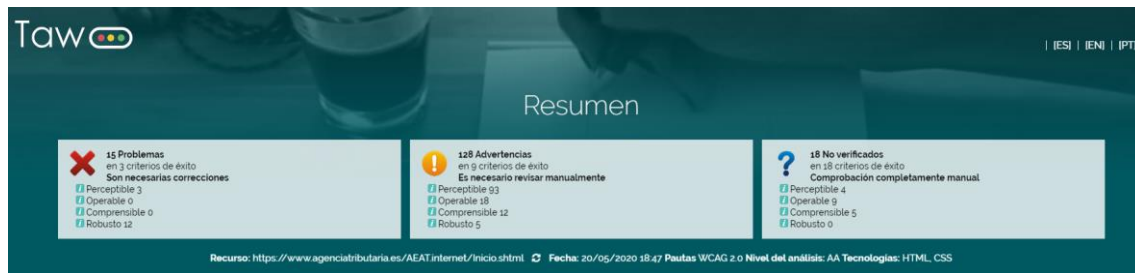 Taw
| [ES] | [EN] | [PT]
Resumen
15 Problemas
en 3 criterios de éxito
Son necesarias correcciones
Perceptible 3
Operable 0
Comprensible 0
Robusto 12
128 Advertencias
en 9 criterios de éxito
Es necesario revisar manualmente
Perceptible 93
Operable 18
Comprensible 12
Robusto 5
18 No verificados
en 18 criterios de éxito
Comprobación completamente manual
Perceptible 4
Operable 9
Comprensible 5
Robusto 0
Recurso: https://www.agenciatributaria.es/AEAT.internet/Inicio.shtml Fecha: 20/05/2020 18:47 Pautas WCAG 2.0 Nivel del análisis: AA Tecnologías: HTML, CSS